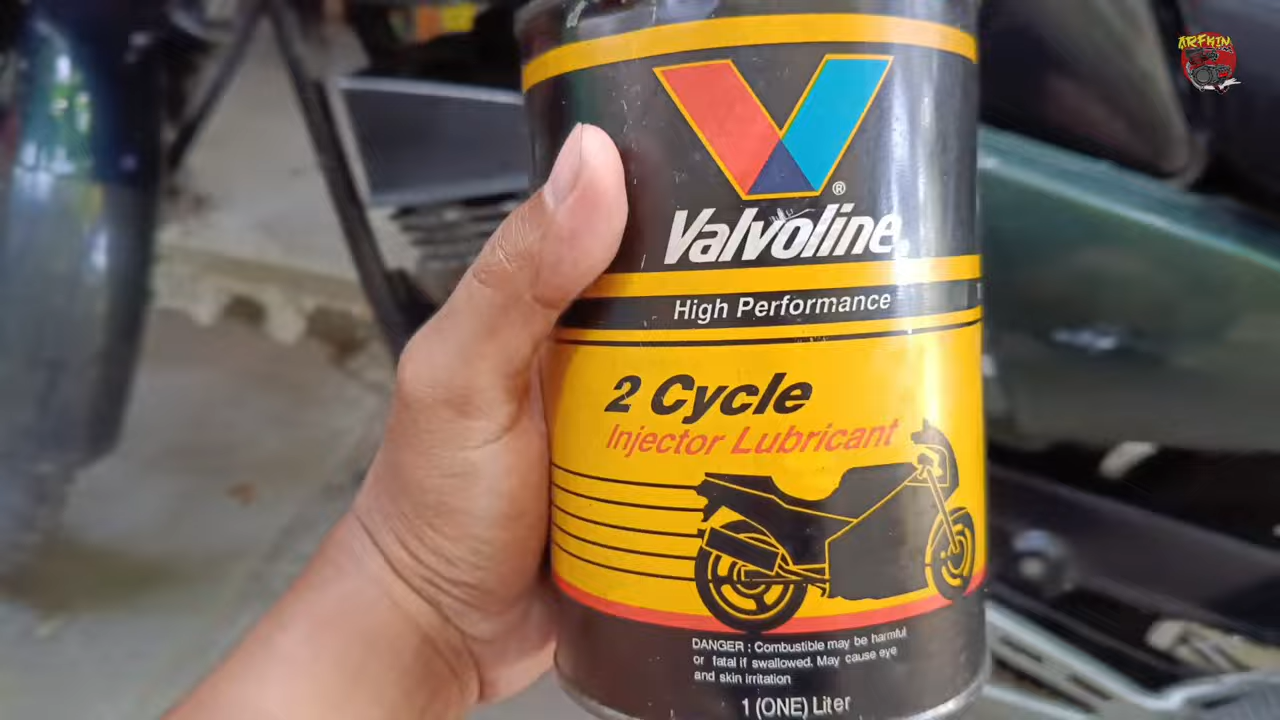 ARFKIN
Valvoline
®
High Performance
2 Cycle
Injector Lubricant
DANGER : Combustible may be harmful
or fatal if swallowed. May cause eye
and skin irritation
1 (ONE) Liter